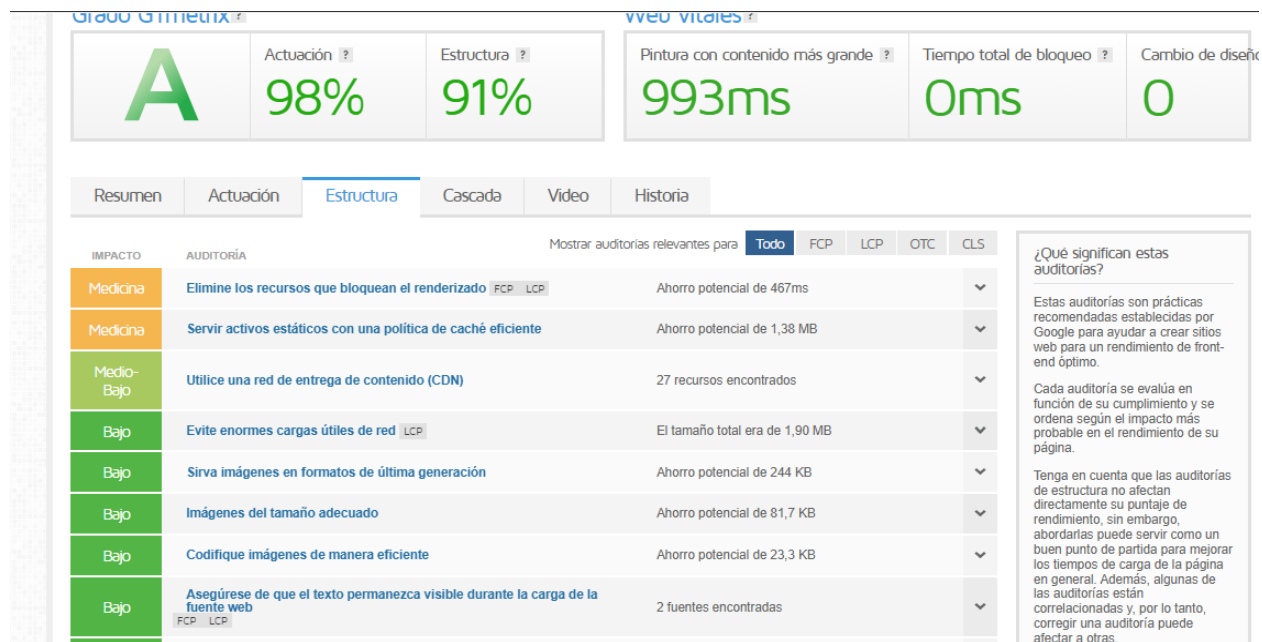 Grado GTmetrix ?
Web Vitales ?
A
Actuación ?
98%
Estructura ?
91%
Pintura con contenido más grande ?
993ms
Tiempo total de bloqueo ?
0ms
Cambio de diseño
0
Resumen
Actuación
Estructura
Cascada
Video
Historia
Mostrar auditorías relevantes para Todo FCP LCP OTC CLS
IMPACTO AUDITORÍA
Medicina Elimine los recursos que bloquean el renderizado FCP LCP Ahorro potencial de 467ms
Medicina Servir activos estáticos con una política de caché eficiente Ahorro potencial de 1,38 MB
Medio-
Bajo
Utilice una red de entrega de contenido (CDN) 27 recursos encontrados
Bajo Evite enormes cargas útiles de red LCP El tamaño total era de 1,90 MB
Bajo Sirva imágenes en formatos de última generación Ahorro potencial de 244 KB
Bajo Imágenes del tamaño adecuado Ahorro potencial de 81,7 KB
Bajo Codifique imágenes de manera eficiente Ahorro potencial de 23,3 KB
Bajo Asegúrese de que el texto permanezca visible durante la carga de la
fuente web
FCP LCP
2 fuentes encontradas
¿Qué significan estas
auditorías?
Estas auditorías son prácticas
recomendadas establecidas por
Google para ayudar a crear sitios
web para un rendimiento de front-
end óptimo.
Cada auditoría se evalúa en
función de su cumplimiento y se
ordena según el impacto más
probable en el rendimiento de su
página.
Tenga en cuenta que las auditorías
de estructura no afectan
directamente su puntaje de
rendimiento, sin embargo,
abordarlas puede servir como un
buen punto de partida para mejorar
los tiempos de carga de la página
en general. Además, algunas de
las auditorías están
correlacionadas y, por lo tanto,
corregir una auditoría puede
afectar a otras.